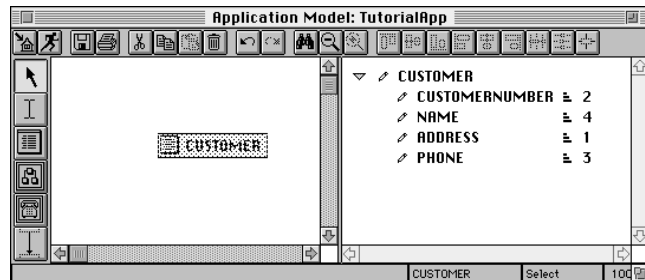 Application Model: TutorialApp
CUSTOMER
CUSTOMER
CUSTOMERNUMBER 2
NAME 4
ADDRESS 1
PHONE 3
CUSTOMER Select 100